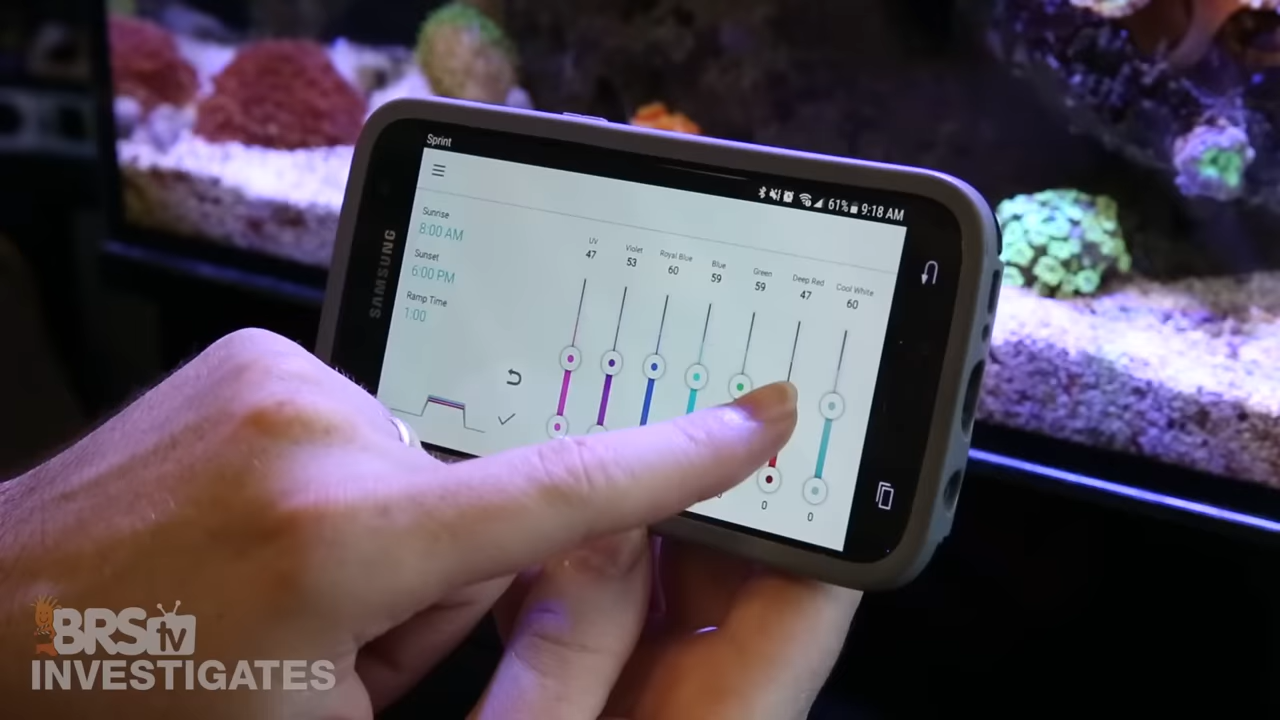 Sprint
61% 9:18 AM
SAMSUNG
Sunrise
8:00 AM
Sunset
6:00 PM
Ramp Time
1:00
UV
47
Violet
53
Royal Blue
60
Blue
59
Green
59
Deep Red
47
Cool White
60
0
0
BRStv
INVESTIGATES